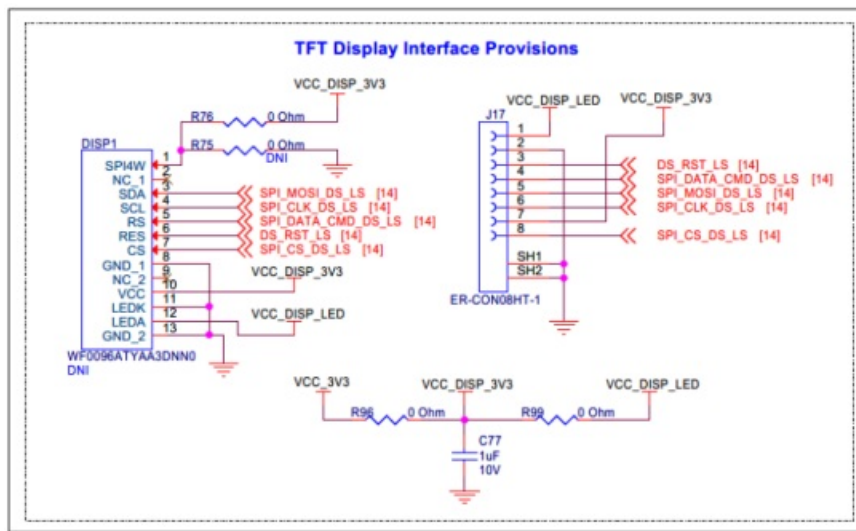 TFT Display Interface Provisions
VCC_DISP_3V3
R76 0 Ohm
R75 0 Ohm
DNI
DISP1
SPI4W 1
NC_1 2
SDA 3 SPI_MOSI_DS_LS [14]
SCL 4 SPI_CLK_DS_LS [14]
RS 5 SPI_DATA_CMD_DS_LS [14]
RES 6 DS_RST_LS [14]
CS 7 SPI_CS_DS_LS [14]
GND_1 8
NC_2 9
VCC 10 VCC_DISP_3V3
LEDK 11
LEDA 12 VCC_DISP_LED
GND_2 13
WF0096ATYAA3DNN0
DNI
VCC_DISP_LED VCC_DISP_3V3
J17
1
2
3 DS_RST_LS [14]
4 SPI_DATA_CMD_DS_LS [14]
5 SPI_MOSI_DS_LS [14]
6 SPI_CLK_DS_LS [14]
7
8 SPI_CS_DS_LS [14]
SH1
SH2
ER-CON08HT-1
VCC_3V3 VCC_DISP_3V3 VCC_DISP_LED
R96 0 Ohm R99 0 Ohm
C77
1uF
10V